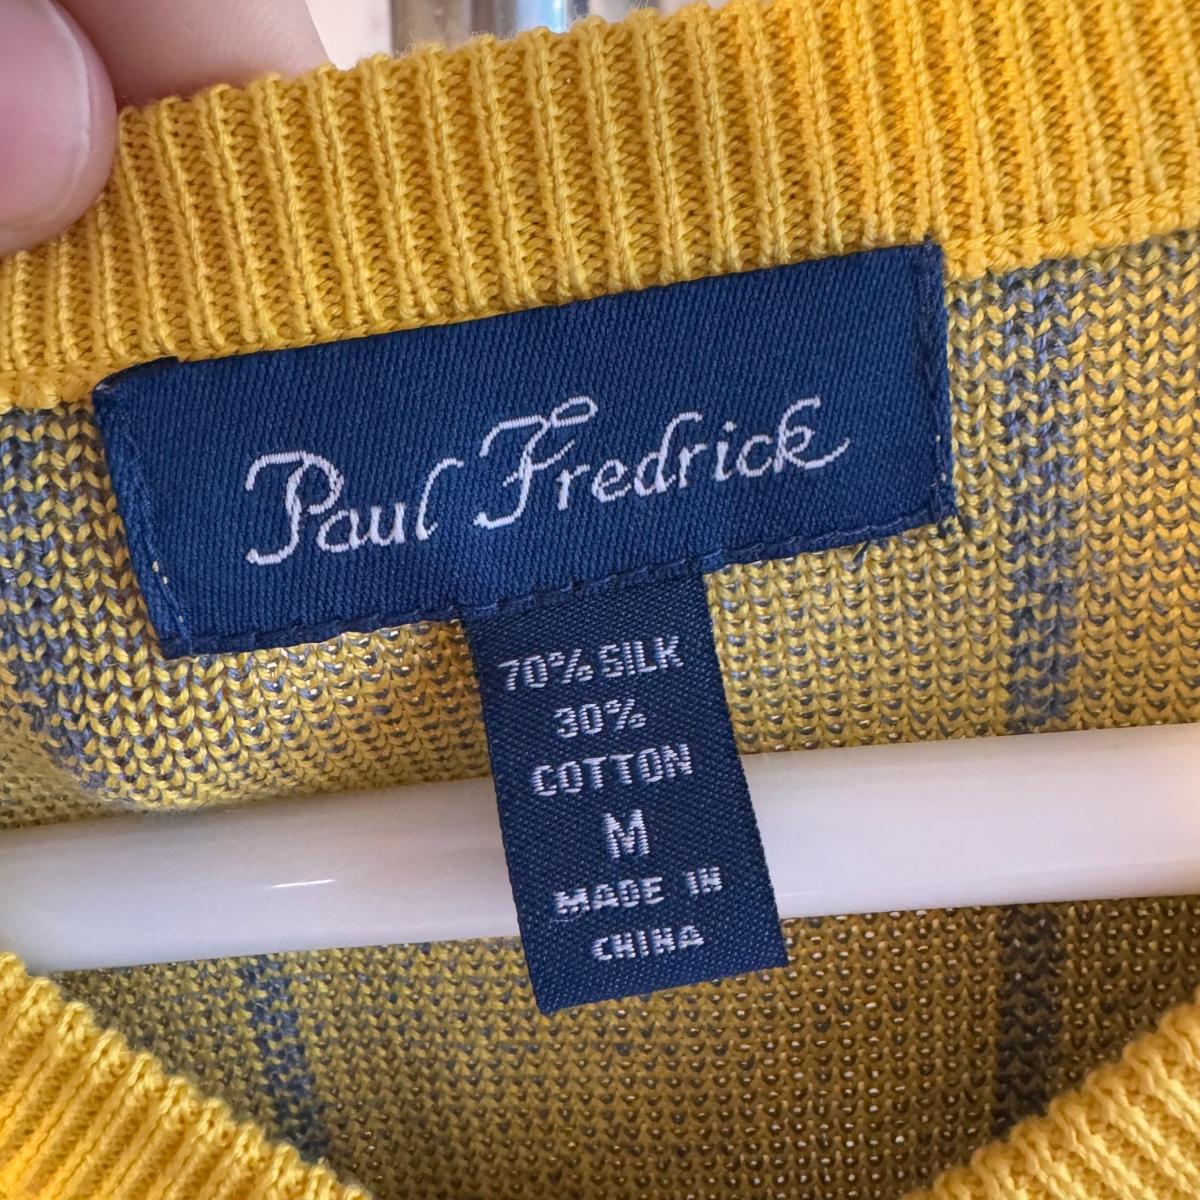 Paul Fredrick
70% SILK
30%
COTTON
M
MADE IN
CHINA